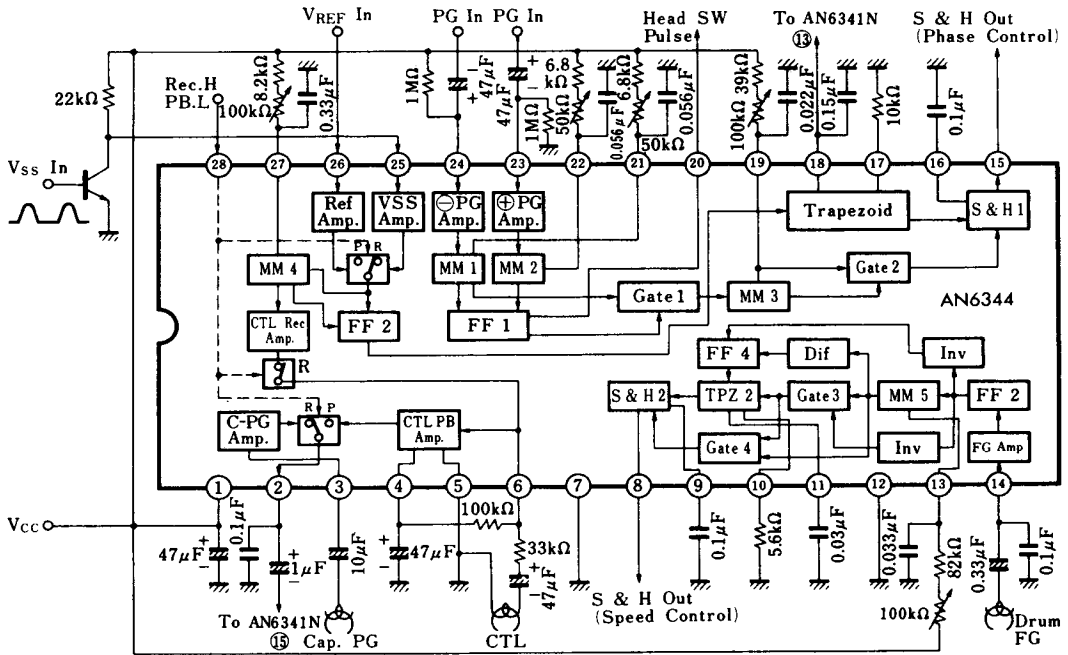 V_REF In
PG In PG In
Head SW Pulse
To AN6341N
⑬
S & H Out
(Phase Control)
22kΩ
Rec.H
PB.L
8.2kΩ
100kΩ
0.33μF
1MΩ
−
+
47μF
+
−
47μF
1MΩ
6.8kΩ
50kΩ
0.056μF
6.8kΩ
50kΩ
0.056μF
39kΩ
100kΩ
0.022μF
0.15μF
10kΩ
0.1μF
V_SS In
28 27 26 25 24 23 22 21 20 19 18 17 16 15
Ref Amp.
VSS Amp.
⊖PG Amp.
⊕PG Amp.
Trapezoid
S & H 1
P R
MM 4
MM 1
MM 2
Gate 1
MM 3
Gate 2
AN6344
CTL Rec Amp.
FF 2
FF 1
R
FF 4
Dif
Inv
S & H 2
TPZ 2
Gate 3
MM 5
FF 2
C-PG Amp.
R P
CTL PB Amp.
Gate 4
Inv
FG Amp
1 2 3 4 5 6 7 8 9 10 11 12 13 14
V_CC
47μF
+
−
0.1μF
+
−
1μF
10μF
+
−
47μF
100kΩ
33kΩ
+
−
47μF
0.1μF
5.6kΩ
0.03μF
0.033μF
82kΩ
100kΩ
0.33μF
0.1μF
To AN6341N
⑮
Cap. PG
CTL
S & H Out
(Speed Control)
Drum
FG